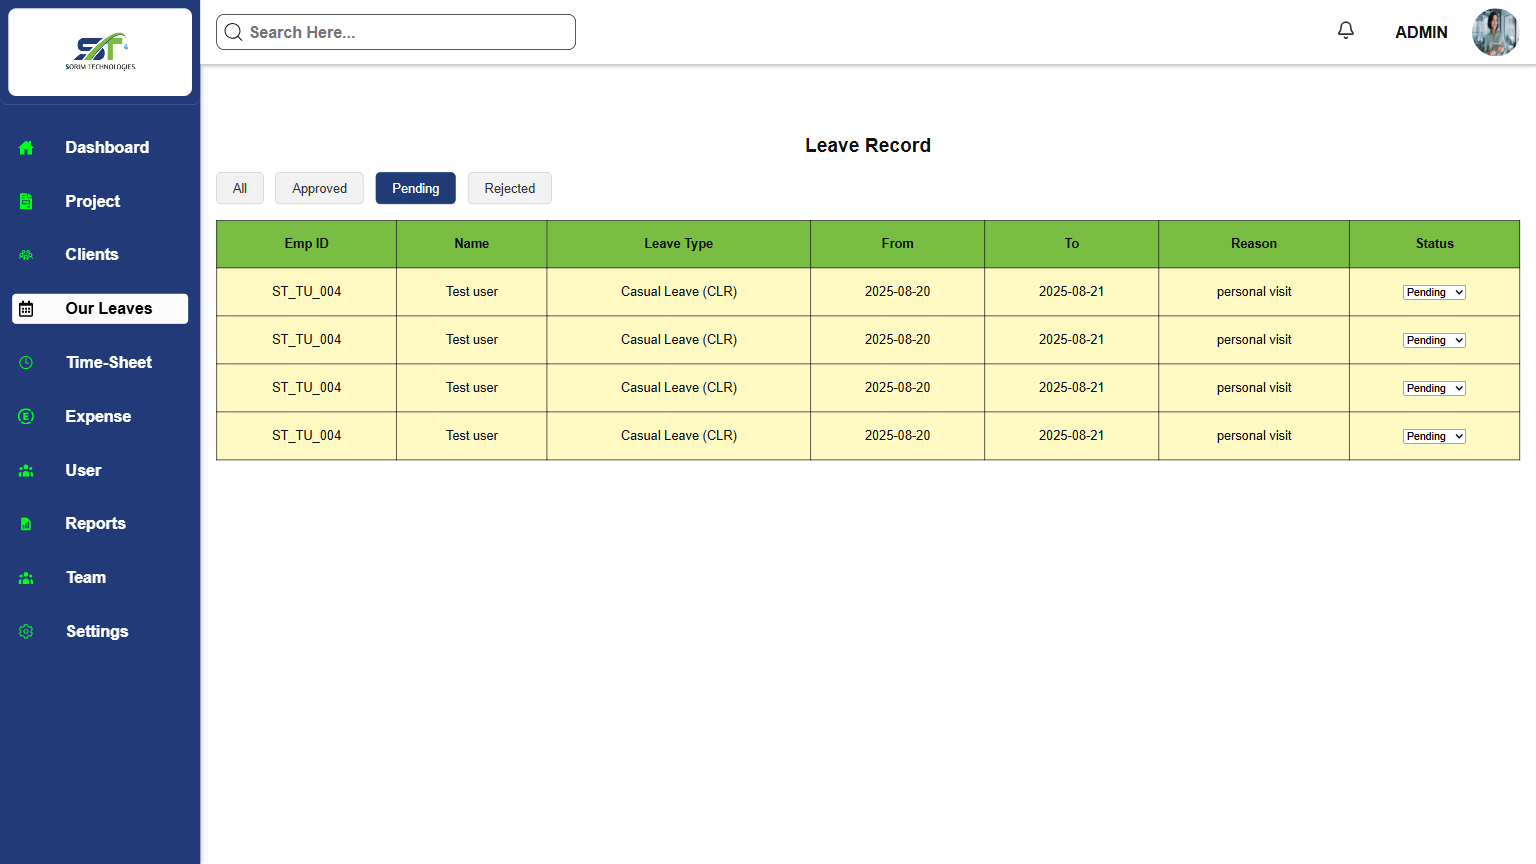 ST
SORIM TECHNOLOGIES
Search Here...
ADMIN
Dashboard
Project
Clients
Our Leaves
Time-Sheet
Expense
User
Reports
Team
Settings
Leave Record
All Approved Pending Rejected
Emp ID Name Leave Type From To Reason Status
ST_TU_004 Test user Casual Leave (CLR) 2025-08-20 2025-08-21 personal visit Pending
ST_TU_004 Test user Casual Leave (CLR) 2025-08-20 2025-08-21 personal visit Pending
ST_TU_004 Test user Casual Leave (CLR) 2025-08-20 2025-08-21 personal visit Pending
ST_TU_004 Test user Casual Leave (CLR) 2025-08-20 2025-08-21 personal visit Pending